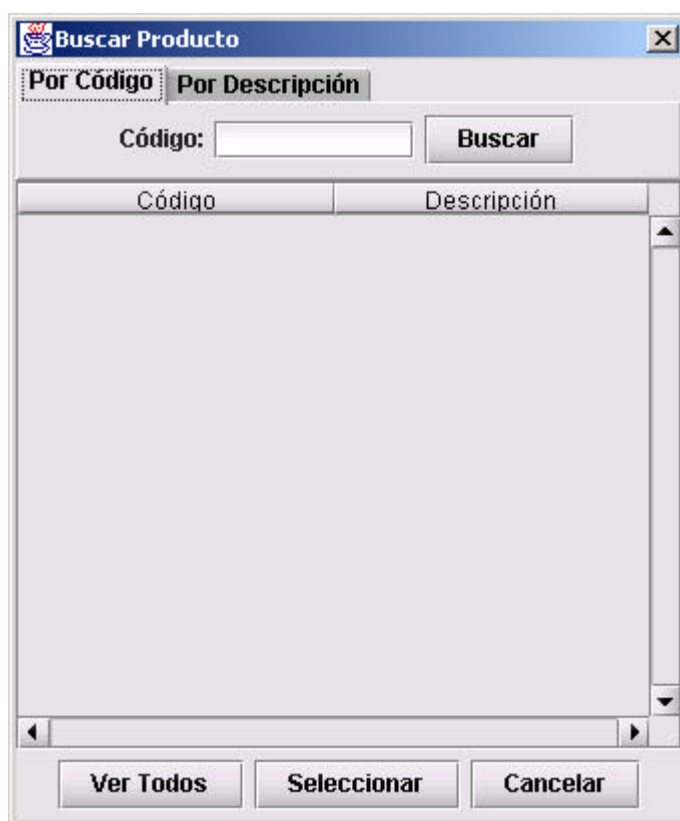 Buscar Producto
Por Código Por Descripción
Código: Buscar
Código Descripción
Ver Todos Seleccionar Cancelar